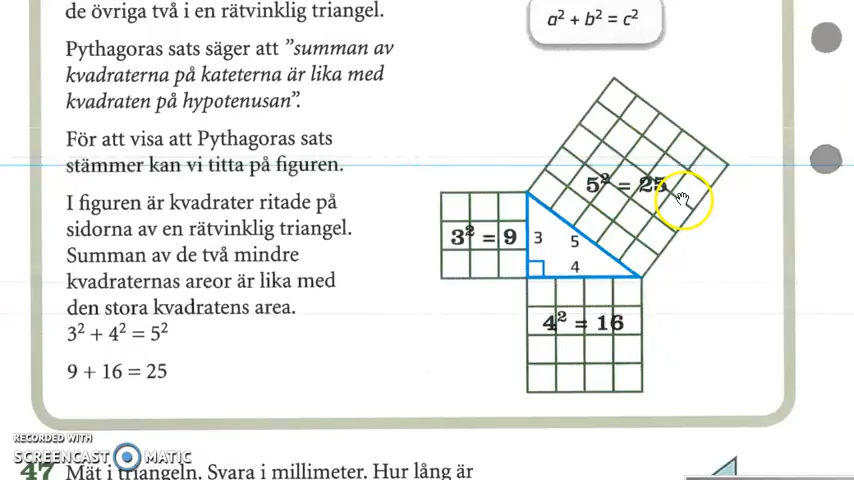 de övriga två i en rätvinklig triangel.
Pythagoras sats säger att ”summan av
kvadraterna på kateterna är lika med
kvadraten på hypotenusan”.
För att visa att Pythagoras sats
stämmer kan vi titta på figuren.
I figuren är kvadrater ritade på
sidorna av en rätvinklig triangel.
Summan av de två mindre
kvadraternas areor är lika med
den stora kvadratens area.
3² + 4² = 5²
9 + 16 = 25
a² + b² = c²
5² = 25
3² = 9
3
5
4
4² = 16
RECORDED WITH
SCREENCAST MATIC
47 Mät i triangeln. Svara i millimeter. Hur lång är